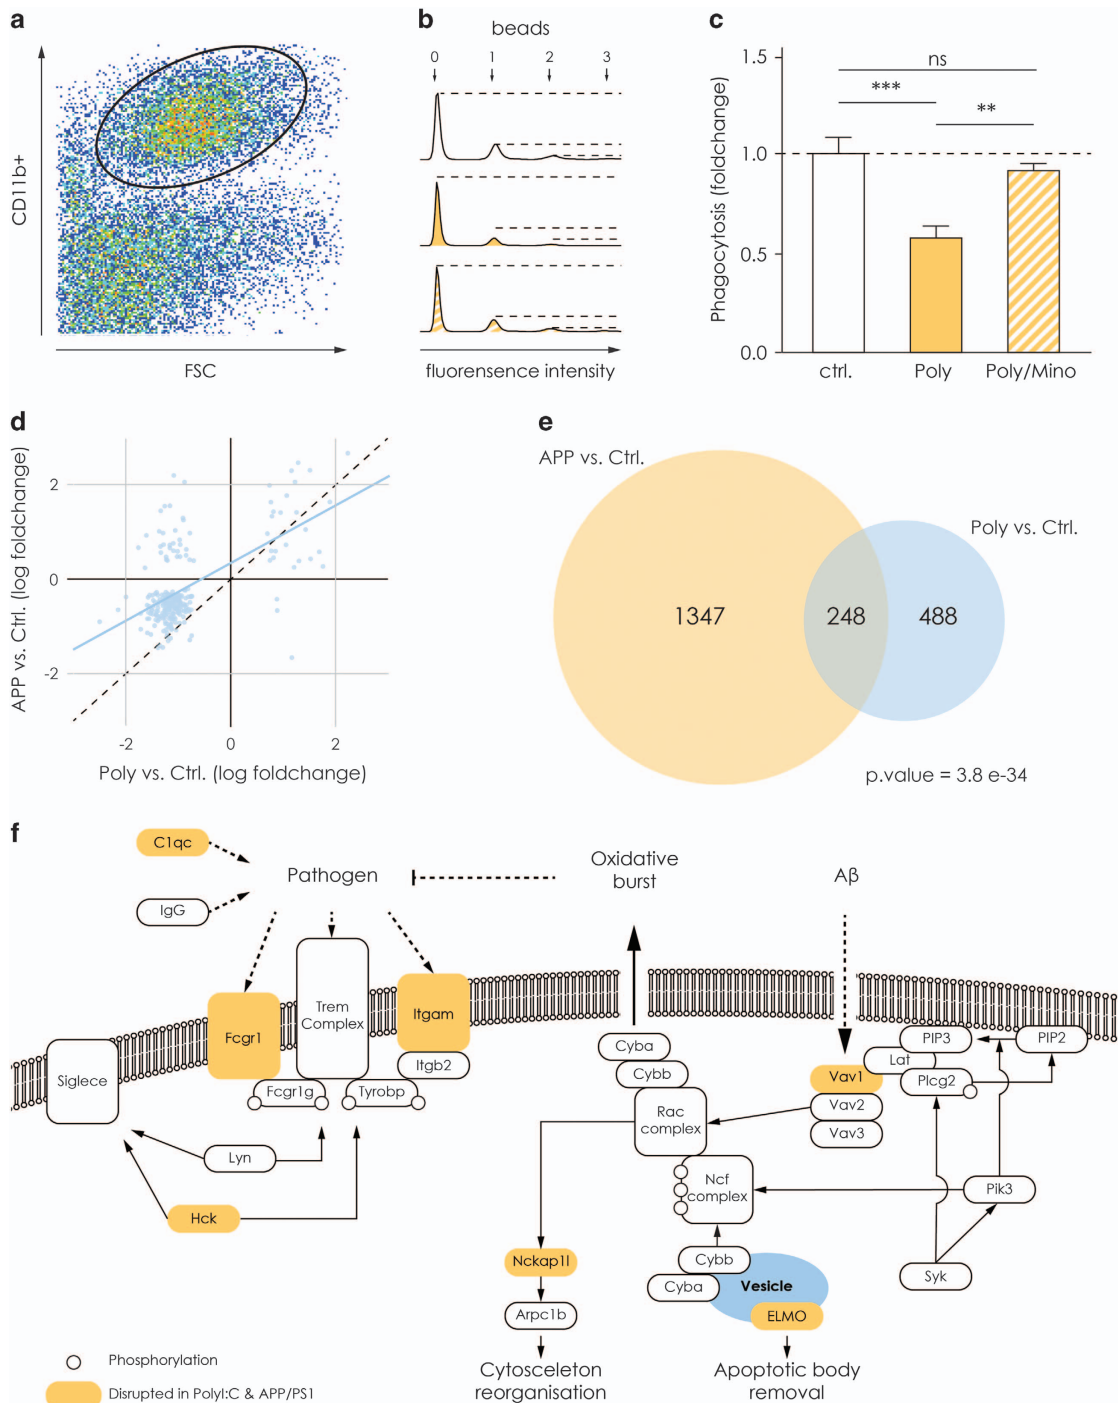 a
CD11b+
FSC
b
beads
0 1 2 3
fluorensence intensity
c
Phagocytosis (foldchange)
1.5
1.0
0.5
0.0
ns
***
**
ctrl. Poly Poly/Mino
d
APP vs. Ctrl. (log foldchange)
2
0
-2
-2 0 2
Poly vs. Ctrl. (log foldchange)
e
APP vs. Ctrl.
Poly vs. Ctrl.
1347 248 488
p.value = 3.8 e-34
f
C1qc
IgG
Pathogen
Oxidative
burst
Aβ
Siglece
Fcgr1
Trem
Complex
Itgam
Itgb2
Fcgr1g
Tyrobp
Lyn
Hck
Cyba
Cybb
Rac
complex
Ncf
complex
Vav1
Vav2
Vav3
Lat
PIP3
PIP2
Plcg2
Pik3
Syk
Nckap1l
Arpc1b
Cytosceleton
reorganisation
Cybb
Cyba
Vesicle
ELMO
Apoptotic body
removal
Phosphorylation
Disrupted in PolyI:C & APP/PS1